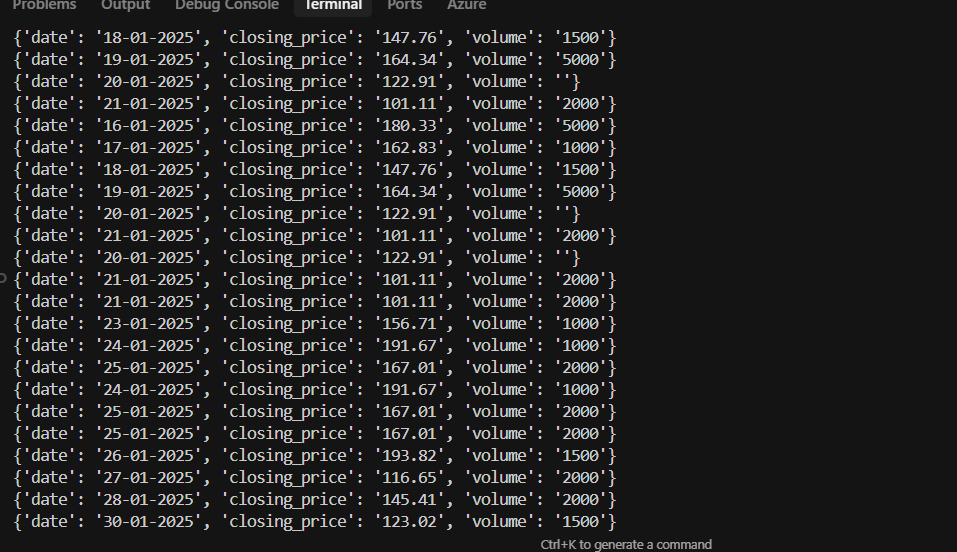 Problems Output Debug Console Terminal Ports Azure
{'date': '18-01-2025', 'closing_price': '147.76', 'volume': '1500'}
{'date': '19-01-2025', 'closing_price': '164.34', 'volume': '5000'}
{'date': '20-01-2025', 'closing_price': '122.91', 'volume': ''}
{'date': '21-01-2025', 'closing_price': '101.11', 'volume': '2000'}
{'date': '16-01-2025', 'closing_price': '180.33', 'volume': '5000'}
{'date': '17-01-2025', 'closing_price': '162.83', 'volume': '1000'}
{'date': '18-01-2025', 'closing_price': '147.76', 'volume': '1500'}
{'date': '19-01-2025', 'closing_price': '164.34', 'volume': '5000'}
{'date': '20-01-2025', 'closing_price': '122.91', 'volume': ''}
{'date': '21-01-2025', 'closing_price': '101.11', 'volume': '2000'}
{'date': '20-01-2025', 'closing_price': '122.91', 'volume': ''}
{'date': '21-01-2025', 'closing_price': '101.11', 'volume': '2000'}
{'date': '21-01-2025', 'closing_price': '101.11', 'volume': '2000'}
{'date': '23-01-2025', 'closing_price': '156.71', 'volume': '1000'}
{'date': '24-01-2025', 'closing_price': '191.67', 'volume': '1000'}
{'date': '25-01-2025', 'closing_price': '167.01', 'volume': '2000'}
{'date': '24-01-2025', 'closing_price': '191.67', 'volume': '1000'}
{'date': '25-01-2025', 'closing_price': '167.01', 'volume': '2000'}
{'date': '25-01-2025', 'closing_price': '167.01', 'volume': '2000'}
{'date': '26-01-2025', 'closing_price': '193.82', 'volume': '1500'}
{'date': '27-01-2025', 'closing_price': '116.65', 'volume': '2000'}
{'date': '28-01-2025', 'closing_price': '145.41', 'volume': '2000'}
{'date': '30-01-2025', 'closing_price': '123.02', 'volume': '1500'}
Ctrl+K to generate a command